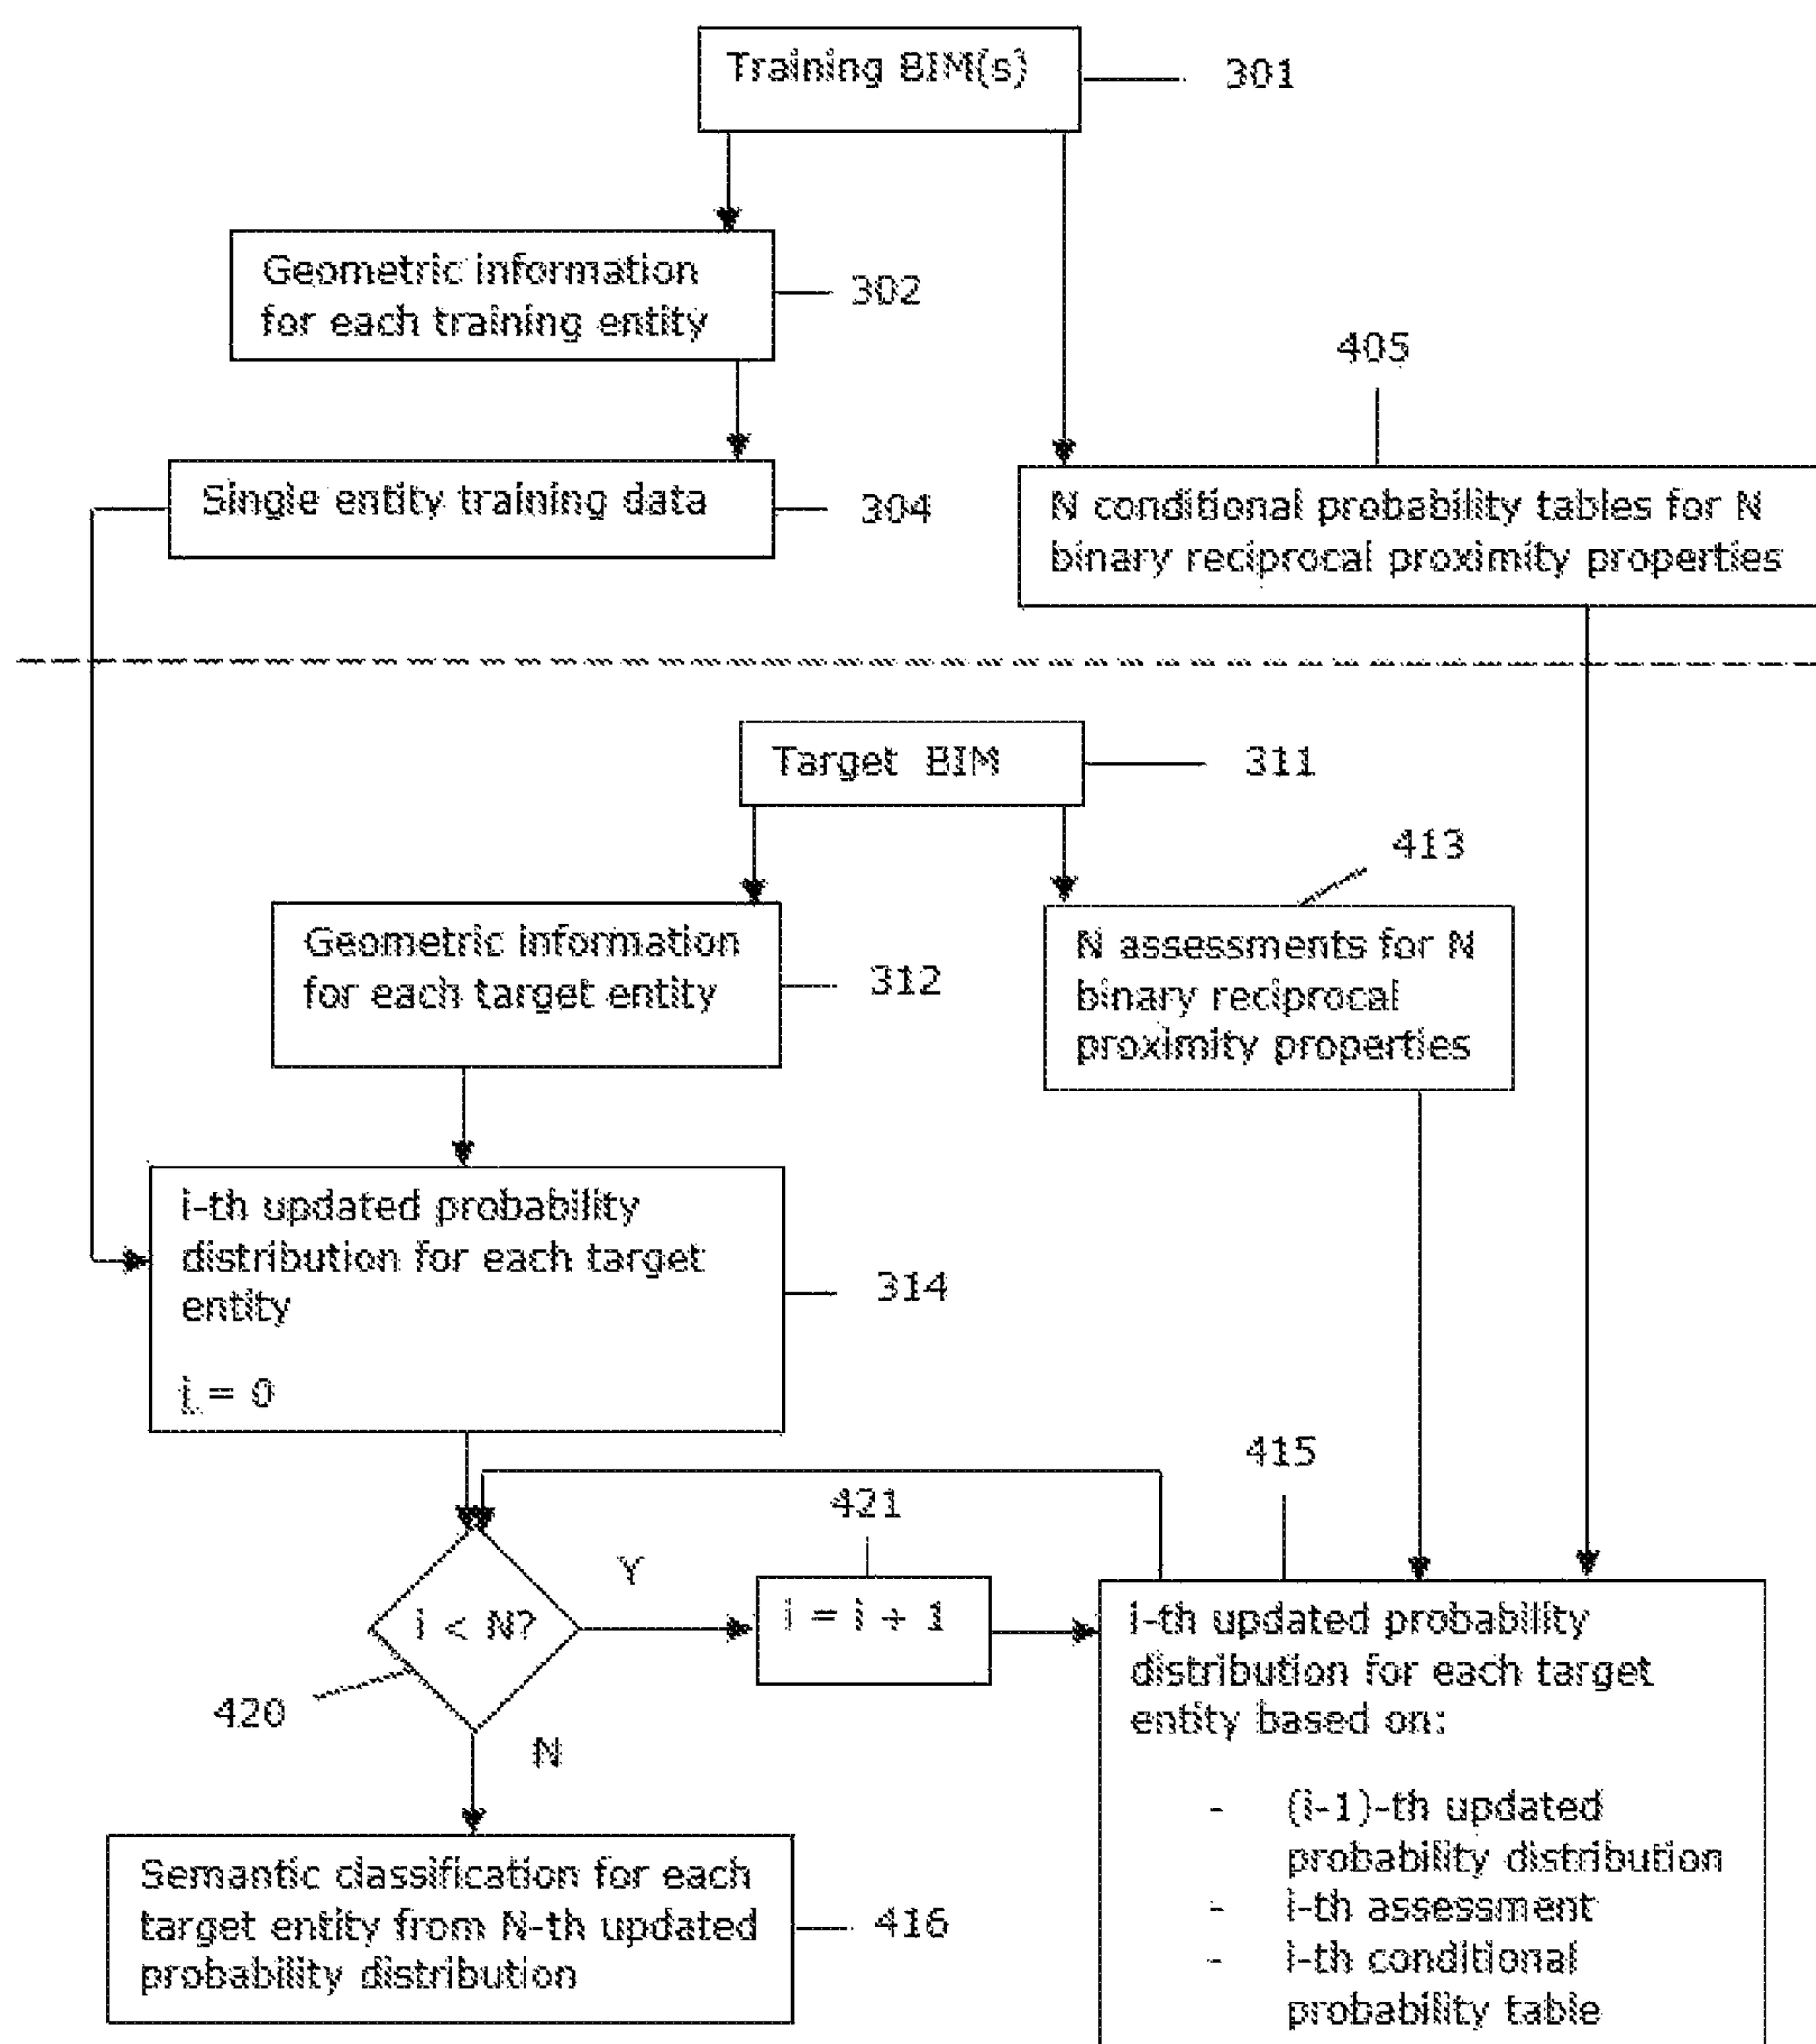 Training BIM(s)
301
Geometric information
for each training entity
302
405
Single entity training data
304
N conditional probability tables for N
binary reciprocal proximity properties
Target BIM
311
413
Geometric information
for each target entity
312
N assessments for N
binary reciprocal
proximity properties
i-th updated probability
distribution for each target
entity
i = 0
314
415
421
Y
i < N?
i = i + 1
420
N
i-th updated probability
distribution for each target
entity based on:
- (i-1)-th updated
probability distribution
- i-th assessment
- i-th conditional
probability table
Semantic classification for each
target entity from N-th updated
probability distribution
416